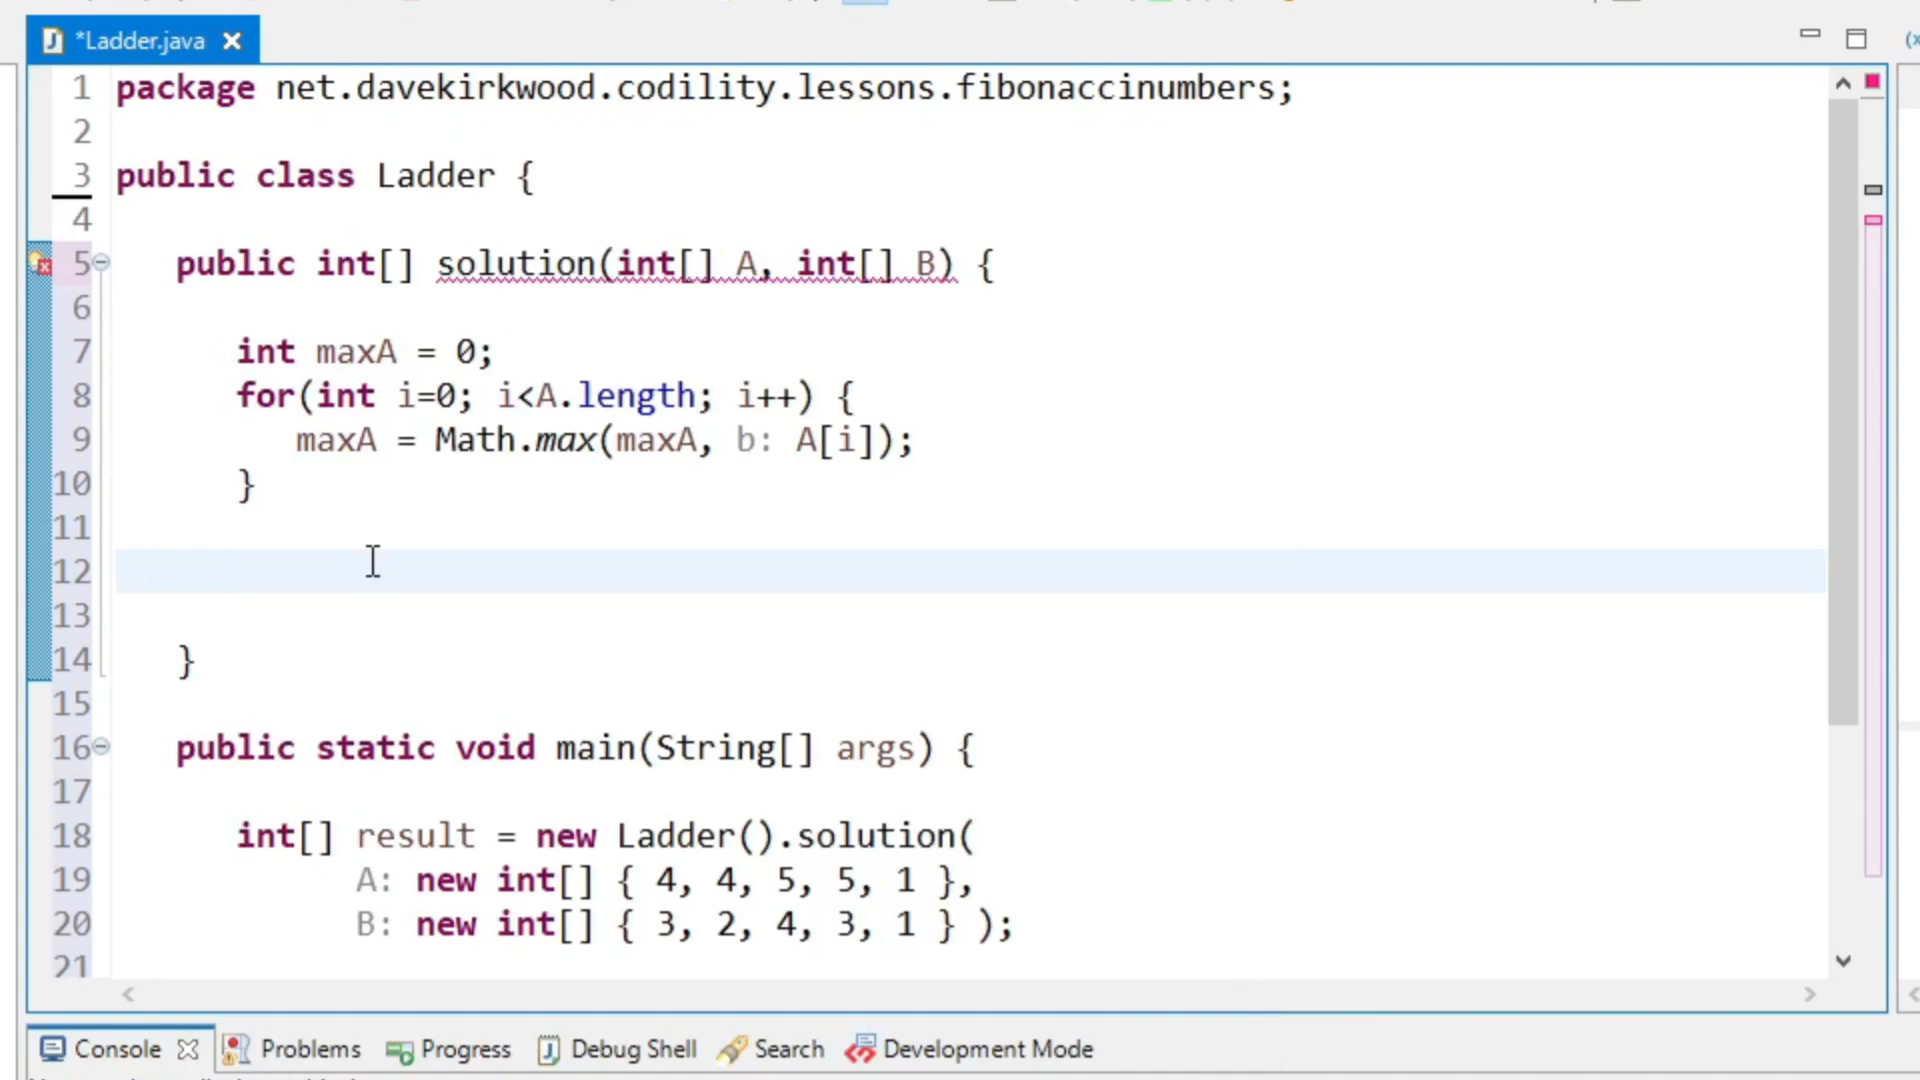 *Ladder.java
1 package net.davekirkwood.codility.lessons.fibonaccinumbers;
2
3 public class Ladder {
4
5 public int[] solution(int[] A, int[] B) {
6
7 int maxA = 0;
8 for(int i=0; i<A.length; i++) {
9 maxA = Math.max(maxA, b: A[i]);
10 }
11
12
13
14 }
15
16 public static void main(String[] args) {
17
18 int[] result = new Ladder().solution(
19 A: new int[] { 4, 4, 5, 5, 1 },
20 B: new int[] { 3, 2, 4, 3, 1 } );
21
Console Problems Progress Debug Shell Search Development Mode